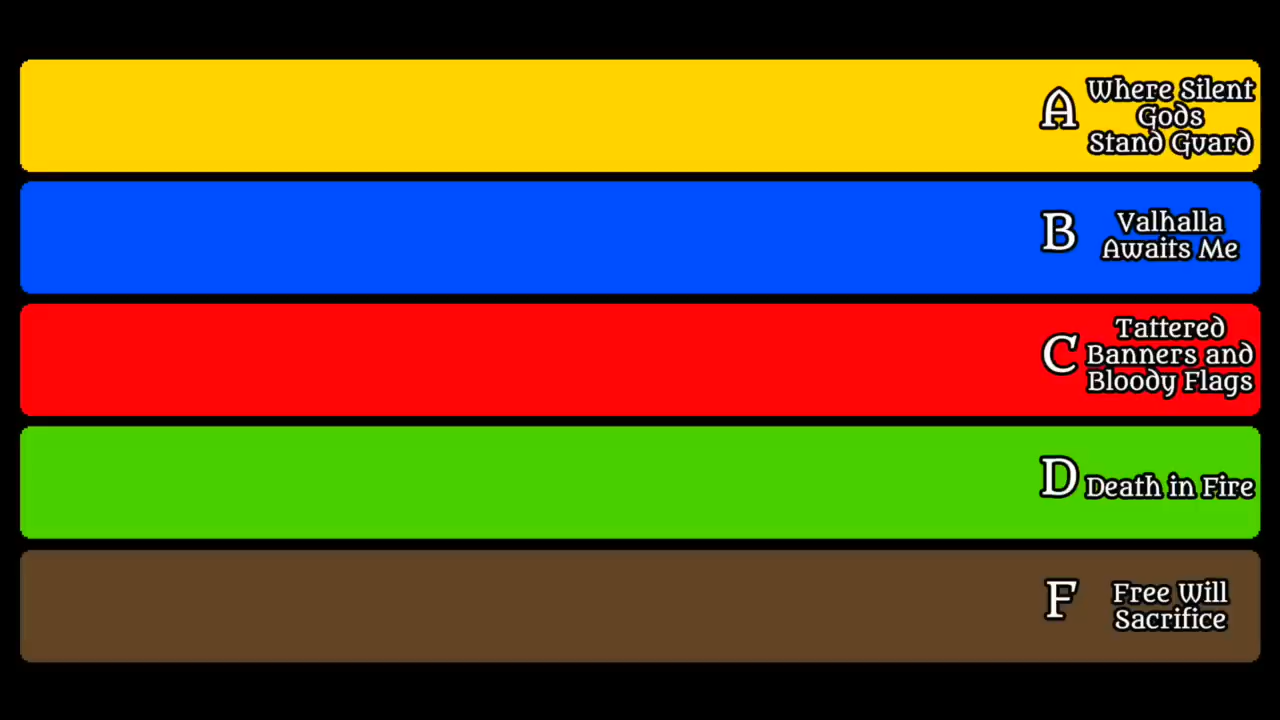 A
Where Silent
Gods
Stand Guard
B
Valhalla
Awaits Me
C
Tattered
Banners and
Bloody Flags
D
Death in Fire
F
Free Will
Sacrifice